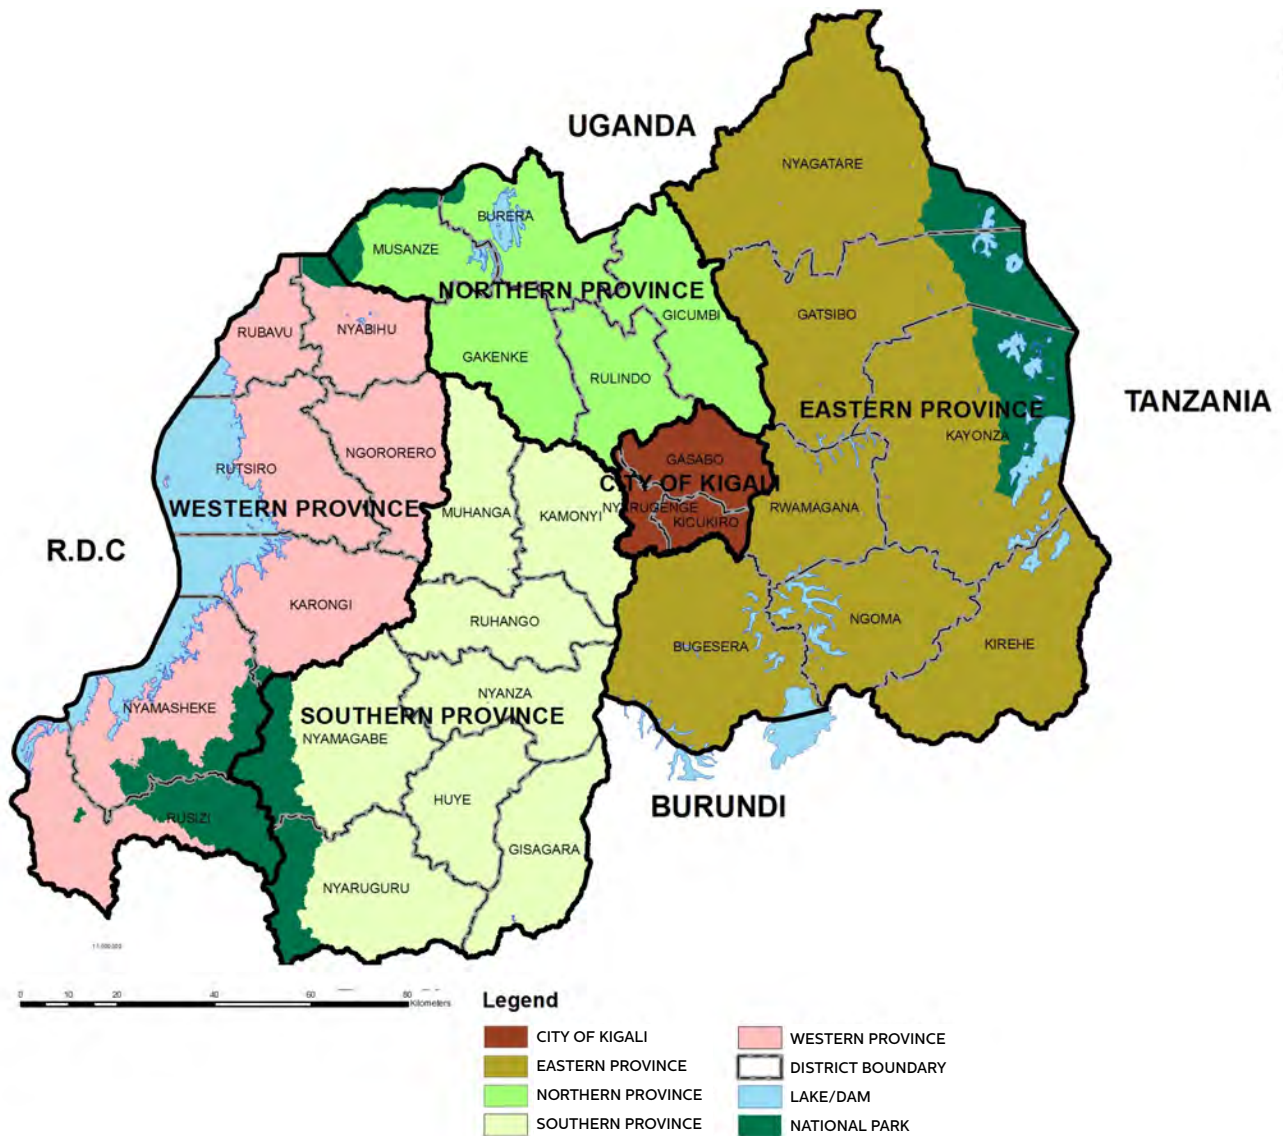 UGANDA
NYAGATARE
BURERA
MUSANZE
NORTHERN PROVINCE
GICUMBI
GATSIBO
RUBAVU
NYABIHU
GAKENKE
RULINDO
TANZANIA
EASTERN PROVINCE
KAYONZA
NGORORERO
GASABO
RUTSIRO
CITY OF KIGALI
WESTERN PROVINCE
MUHANGA
KAMONYI
NYARUGENGE
KICUKIRO
RWAMAGANA
R.D.C
KARONGI
RUHANGO
NGOMA
BUGESERA
KIREHE
NYANZA
NYAMASHEKE
SOUTHERN PROVINCE
NYAMAGABE
HUYE
BURUNDI
RUSIZI
GISAGARA
NYARUGURU
0 10 20 40 60 80
Kilometers
Legend
CITY OF KIGALI
EASTERN PROVINCE
NORTHERN PROVINCE
SOUTHERN PROVINCE
WESTERN PROVINCE
DISTRICT BOUNDARY
LAKE/DAM
NATIONAL PARK